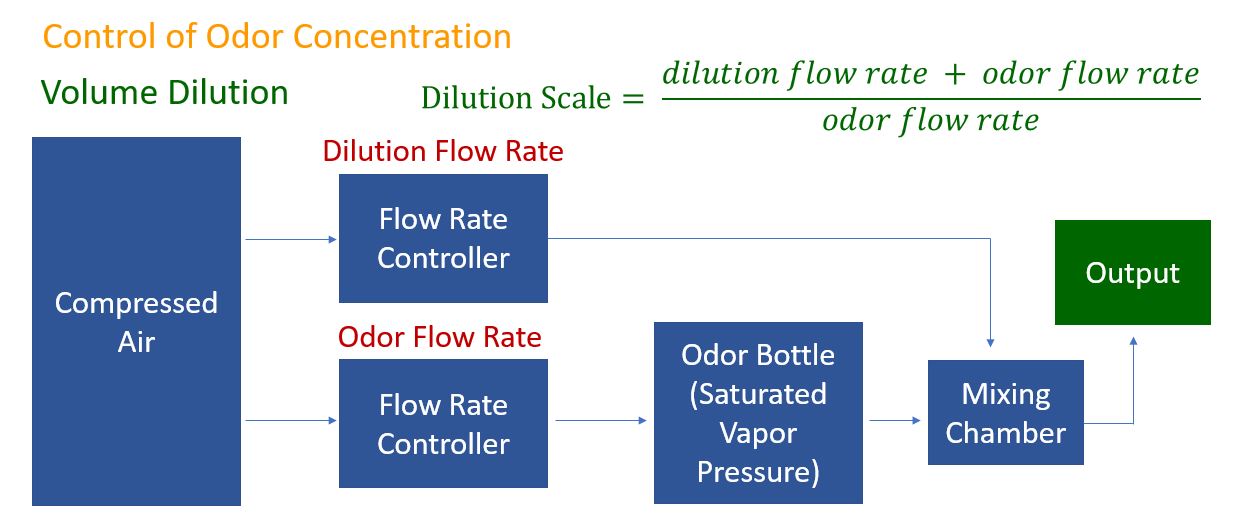 Control of Odor Concentration
Volume Dilution
Dilution Scale = dilution flow rate + odor flow rate
odor flow rate
Dilution Flow Rate
Flow Rate
Controller
Compressed
Air
Odor Flow Rate
Flow Rate
Controller
Odor Bottle
(Saturated
Vapor
Pressure)
Mixing
Chamber
Output